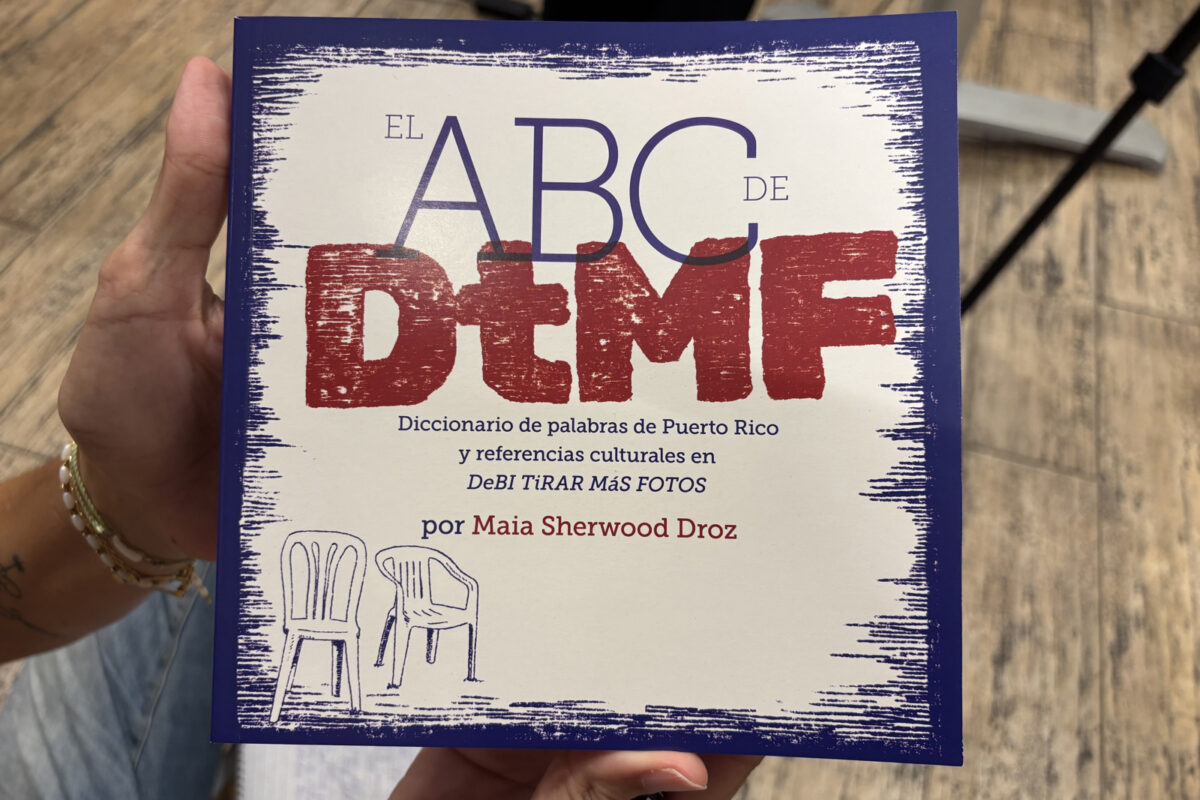 EL ABC DE
DtMF
Diccionario de palabras de Puerto Rico
y referencias culturales en
DeBI TiRAR MáS FOTOS
por Maia Sherwood Droz